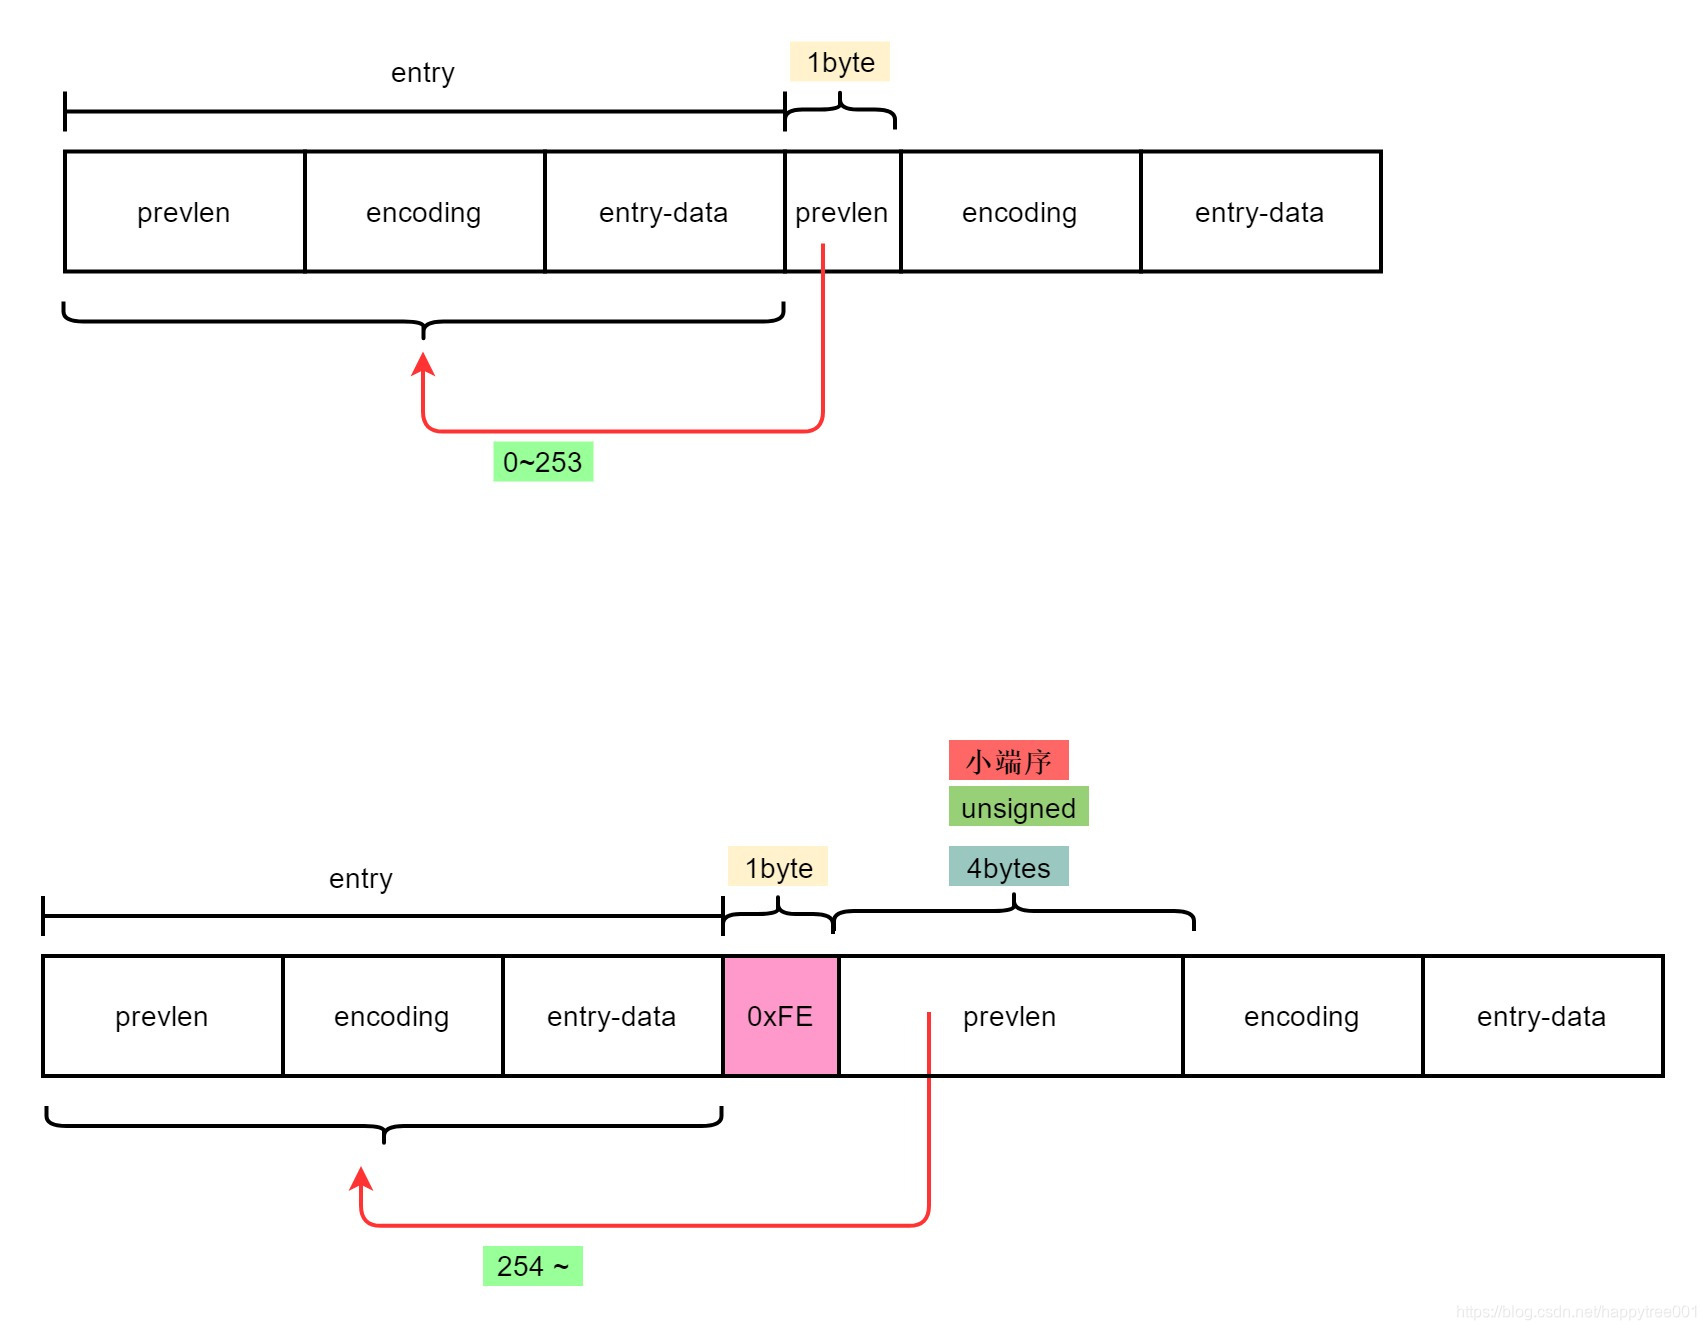 entry
1byte
prevlen encoding entry-data prevlen encoding entry-data
0~253
小端序
unsigned
entry
1byte
4bytes
prevlen encoding entry-data 0xFE prevlen encoding entry-data
254 ~
https://blog.csdn.net/happytree001